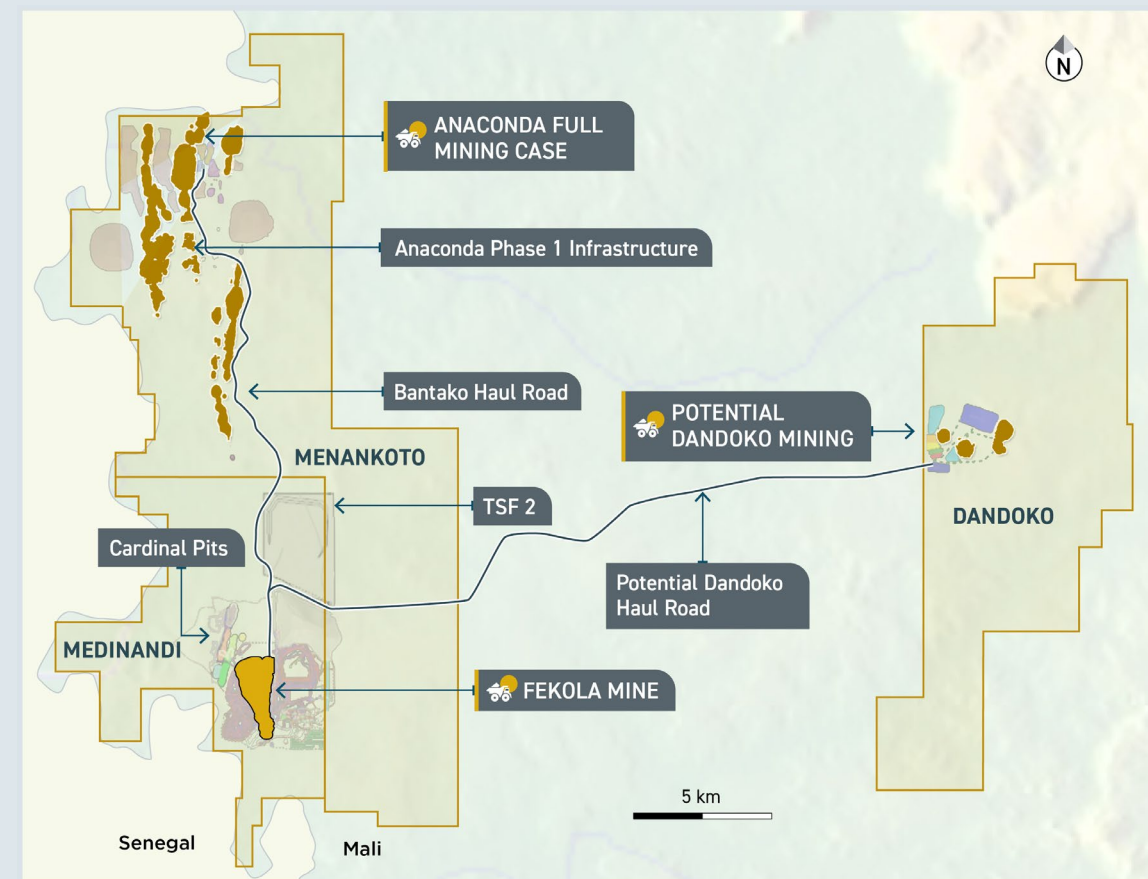 N
ANACONDA FULL
MINING CASE
Anaconda Phase 1 Infrastructure
Bantako Haul Road
POTENTIAL
DANDOKO MINING
MENANKOTO
TSF 2
DANDOKO
Cardinal Pits
Potential Dandoko
Haul Road
MEDINANDI
FEKOLA MINE
5 km
Senegal
Mali